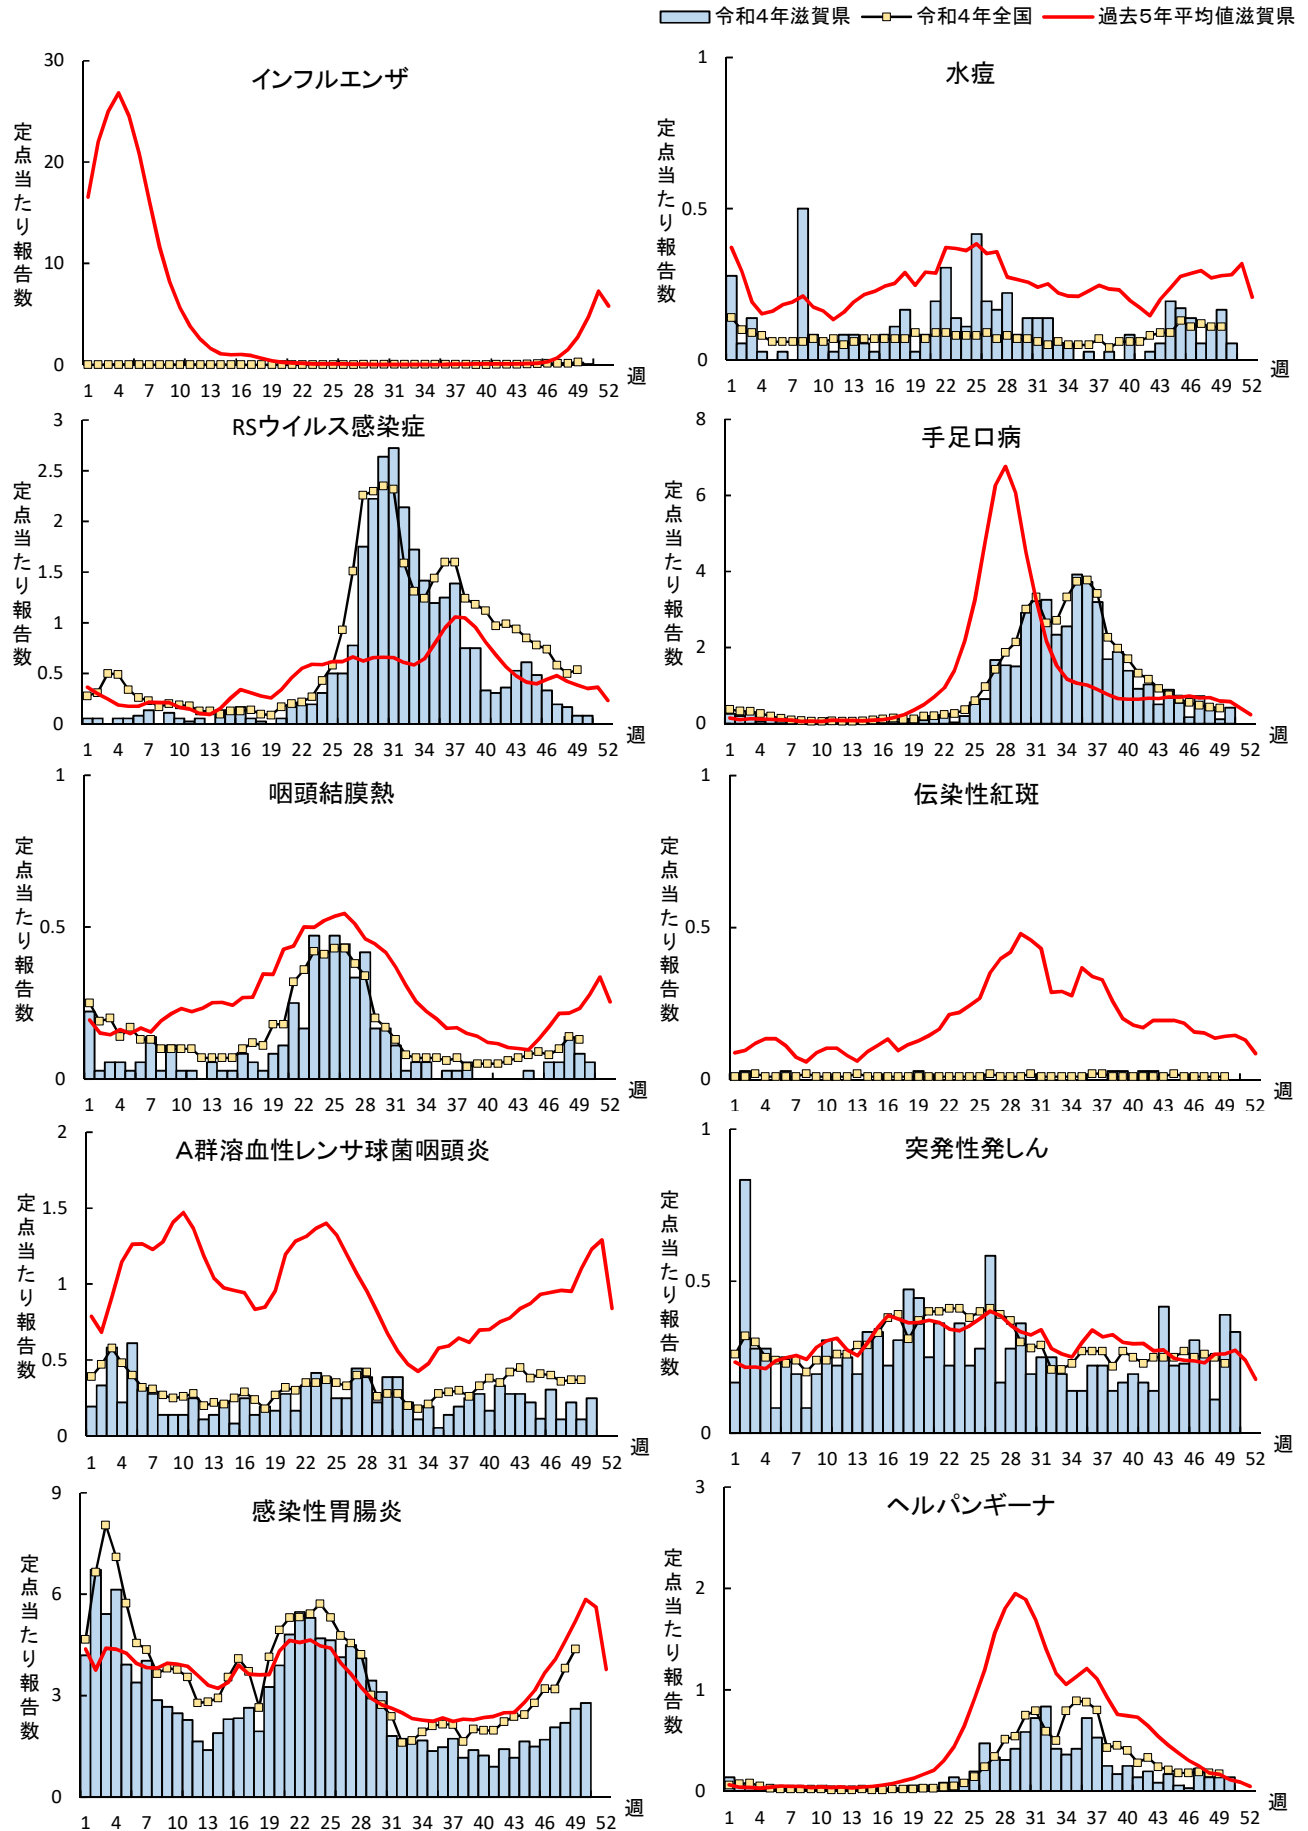 令和４年滋賀県 令和４年全国 過去５年平均値滋賀県
インフルエンザ
定点当たり報告数
30
20
10
0
1 4 7 10 13 16 19 22 25 28 31 34 37 40 43 46 49 52 週
水痘
定点当たり報告数
1
0.5
0
1 4 7 10 13 16 19 22 25 28 31 34 37 40 43 46 49 52 週
RSウイルス感染症
定点当たり報告数
3
2.5
2
1.5
1
0.5
0
1 4 7 10 13 16 19 22 25 28 31 34 37 40 43 46 49 52 週
手足口病
定点当たり報告数
8
6
4
2
0
1 4 7 10 13 16 19 22 25 28 31 34 37 40 43 46 49 52 週
咽頭結膜熱
定点当たり報告数
1
0.5
0
1 4 7 10 13 16 19 22 25 28 31 34 37 40 43 46 49 52 週
伝染性紅斑
定点当たり報告数
1
0.5
0
1 4 7 10 13 16 19 22 25 28 31 34 37 40 43 46 49 52 週
Ａ群溶血性レンサ球菌咽頭炎
定点当たり報告数
2
1.5
1
0.5
0
1 4 7 10 13 16 19 22 25 28 31 34 37 40 43 46 49 52 週
突発性発しん
定点当たり報告数
1
0.5
0
1 4 7 10 13 16 19 22 25 28 31 34 37 40 43 46 49 52 週
感染性胃腸炎
定点当たり報告数
9
6
3
0
1 4 7 10 13 16 19 22 25 28 31 34 37 40 43 46 49 52 週
ヘルパンギーナ
定点当たり報告数
3
2
1
0
1 4 7 10 13 16 19 22 25 28 31 34 37 40 43 46 49 52 週